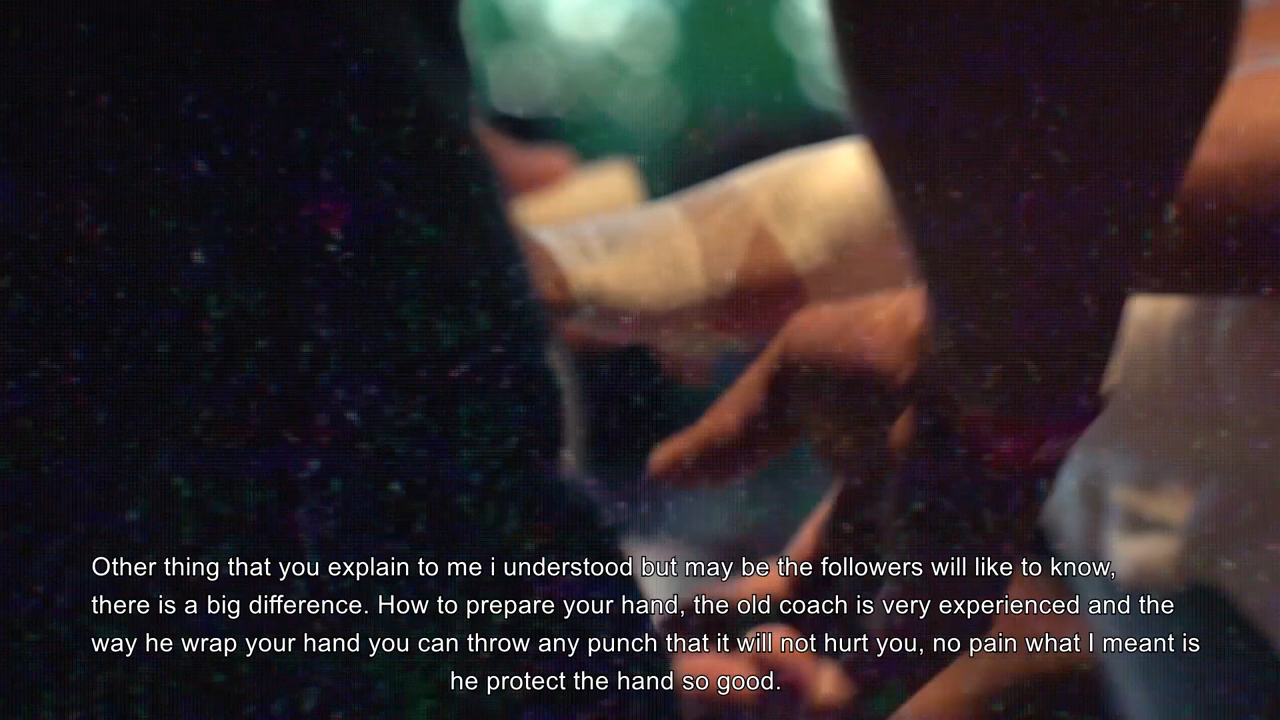 Other thing that you explain to me i understood but may be the followers will like to know,
there is a big difference. How to prepare your hand, the old coach is very experienced and the
way he wrap your hand you can throw any punch that it will not hurt you, no pain what I meant is
he protect the hand so good.